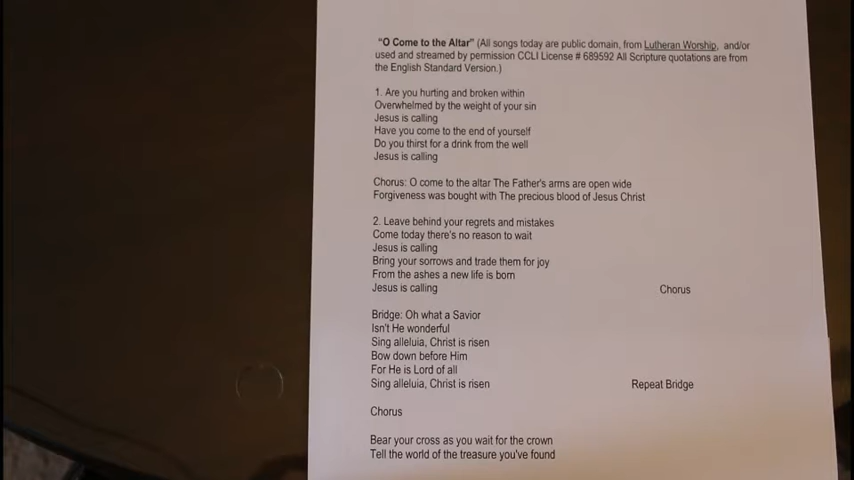 "O Come to the Altar" (All songs today are public domain, from Lutheran Worship, and/or
used and streamed by permission CCLI License # 689592 All Scripture quotations are from
the English Standard Version.)
1. Are you hurting and broken within
Overwhelmed by the weight of your sin
Jesus is calling
Have you come to the end of yourself
Do you thirst for a drink from the well
Jesus is calling
Chorus: O come to the altar The Father's arms are open wide
Forgiveness was bought with The precious blood of Jesus Christ
2. Leave behind your regrets and mistakes
Come today there's no reason to wait
Jesus is calling
Bring your sorrows and trade them for joy
From the ashes a new life is born
Jesus is calling Chorus
Bridge: Oh what a Savior
Isn't He wonderful
Sing alleluia, Christ is risen
Bow down before Him
For He is Lord of all
Sing alleluia, Christ is risen Repeat Bridge
Chorus
Bear your cross as you wait for the crown
Tell the world of the treasure you've found